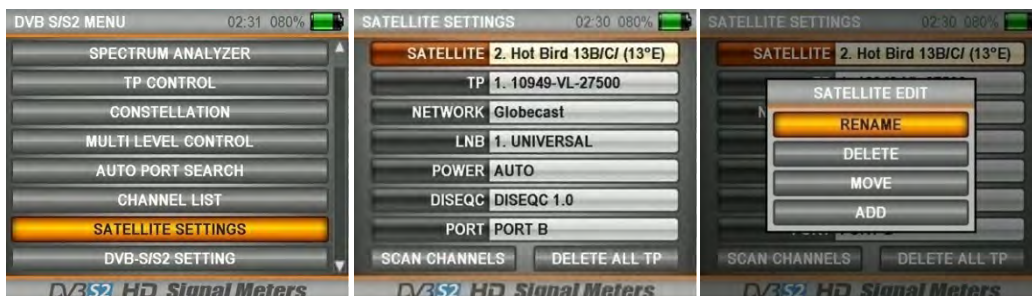 DVB S/S2 MENU 02:31 080%
SPECTRUM ANALYZER
TP CONTROL
CONSTELLATION
MULTI LEVEL CONTROL
AUTO PORT SEARCH
CHANNEL LIST
SATELLITE SETTINGS
DVB-S/S2 SETTING
DVBS2 HD Signal Meters
SATELLITE SETTINGS 02:30 080%
SATELLITE 2. Hot Bird 13B/C/ (13°E)
TP 1. 10949-VL-27500
NETWORK Globecast
LNB 1. UNIVERSAL
POWER AUTO
DISEQC DISEQC 1.0
PORT PORT B
SCAN CHANNELS DELETE ALL TP
DVBS2 HD Signal Meters
SATELLITE SETTINGS 02:30 080%
SATELLITE 2. Hot Bird 13B/C/ (13°E)
SATELLITE EDIT
RENAME
DELETE
MOVE
ADD
SCAN CHANNELS DELETE ALL TP
DVBS2 HD Signal Meters